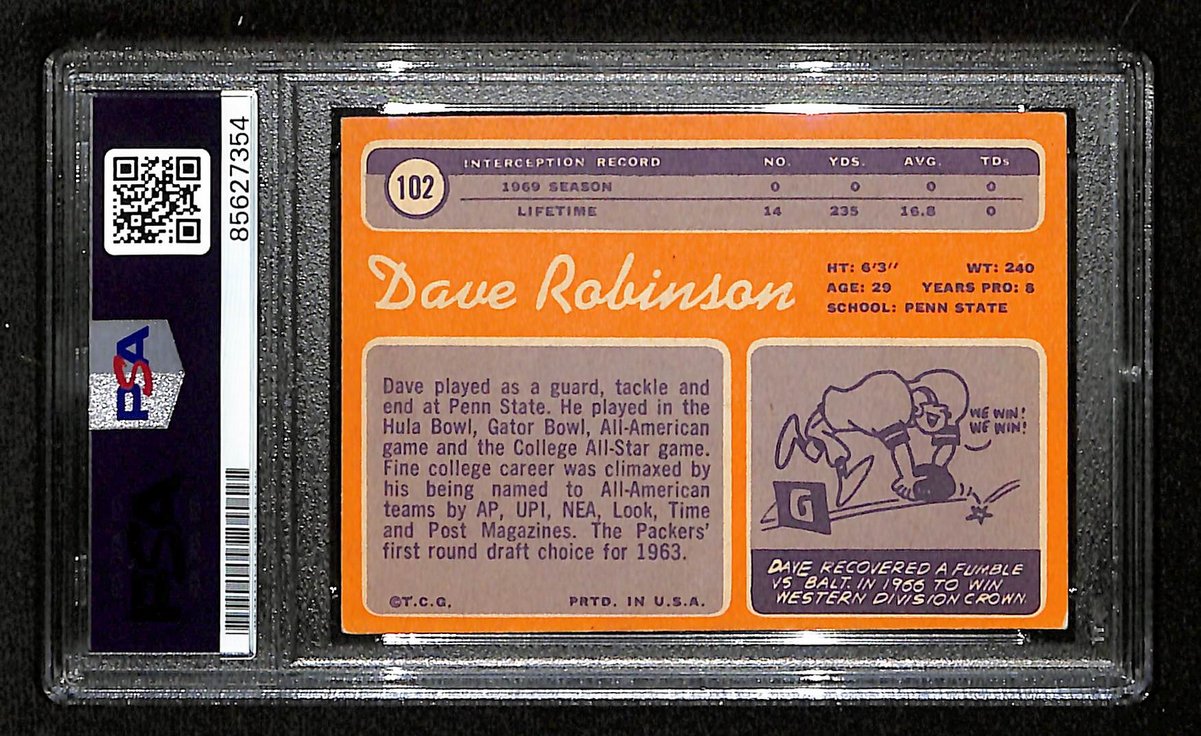 85627354
PSA
PSA
102
INTERCEPTION RECORD NO. YDS. AVG. TDs
1969 SEASON 0 0 0 0
LIFETIME 14 235 16.8 0
Dave Robinson
HT: 6'3" WT: 240
AGE: 29 YEARS PRO: 8
SCHOOL: PENN STATE
Dave played as a guard, tackle and
end at Penn State. He played in the
Hula Bowl, Gator Bowl, All-American
game and the College All-Star game.
Fine college career was climaxed by
his being named to All-American
teams by AP, UPI, NEA, Look, Time
and Post Magazines. The Packers'
first round draft choice for 1963.
©T.C.G. PRTD. IN U.S.A.
WE WIN!
WE WIN!
G
DAVE RECOVERED A FUMBLE
VS BALT. IN 1966 TO WIN
WESTERN DIVISION CROWN.